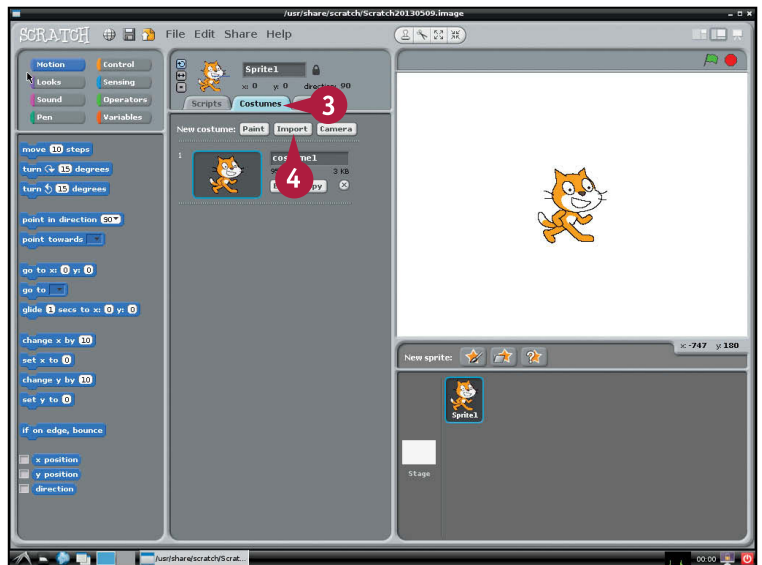 /usr/share/scratch/Scratch20130509.image
SCRATCH File Edit Share Help
Motion Control
Looks Sensing
Sound Operators
Pen Variables
Sprite1
x: 0 y: 0 direction: 90
Scripts Costumes
3
New costume: Paint Import Camera
1
costume1
3 KB
4
move 10 steps
turn 15 degrees
turn 15 degrees
point in direction 90
point towards
go to x: 0 y: 0
go to
glide 1 secs to x: 0 y: 0
change x by 10
set x to 0
change y by 10
set y to 0
if on edge, bounce
x position
y position
direction
x: -747 y: 180
New sprite:
Sprite1
Stage
/usr/share/scratch/Scrat...
00:00